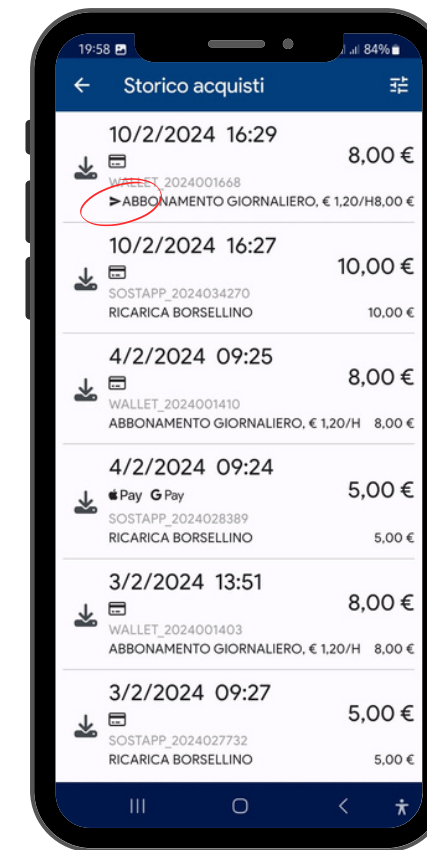 19:58 84%
Storico acquisti
10/2/2024 16:29
8,00 €
WALLET_2024001668
ABBONAMENTO GIORNALIERO, € 1,20/H8,00 €
10/2/2024 16:27
10,00 €
SOSTAPP_2024034270
RICARICA BORSELLINO 10,00 €
4/2/2024 09:25
8,00 €
WALLET_2024001410
ABBONAMENTO GIORNALIERO, € 1,20/H 8,00 €
4/2/2024 09:24
Pay G Pay 5,00 €
SOSTAPP_2024028389
RICARICA BORSELLINO 5,00 €
3/2/2024 13:51
8,00 €
WALLET_2024001403
ABBONAMENTO GIORNALIERO, € 1,20/H 8,00 €
3/2/2024 09:27
5,00 €
SOSTAPP_2024027732
RICARICA BORSELLINO 5,00 €